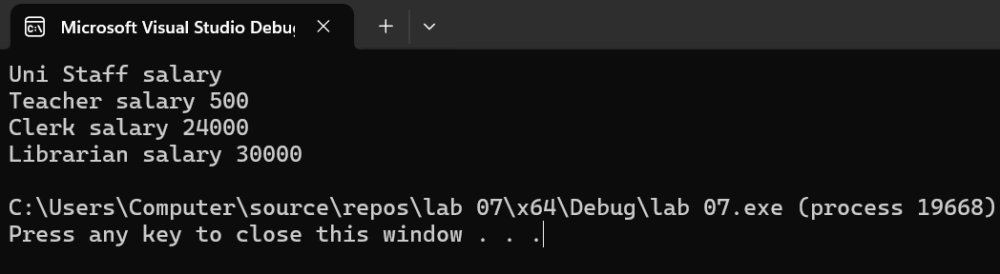 Microsoft Visual Studio Debu
Uni Staff salary
Teacher salary 500
Clerk salary 24000
Librarian salary 30000
C:\Users\Computer\source\repos\lab 07\x64\Debug\lab 07.exe (process 19668)
Press any key to close this window . . .